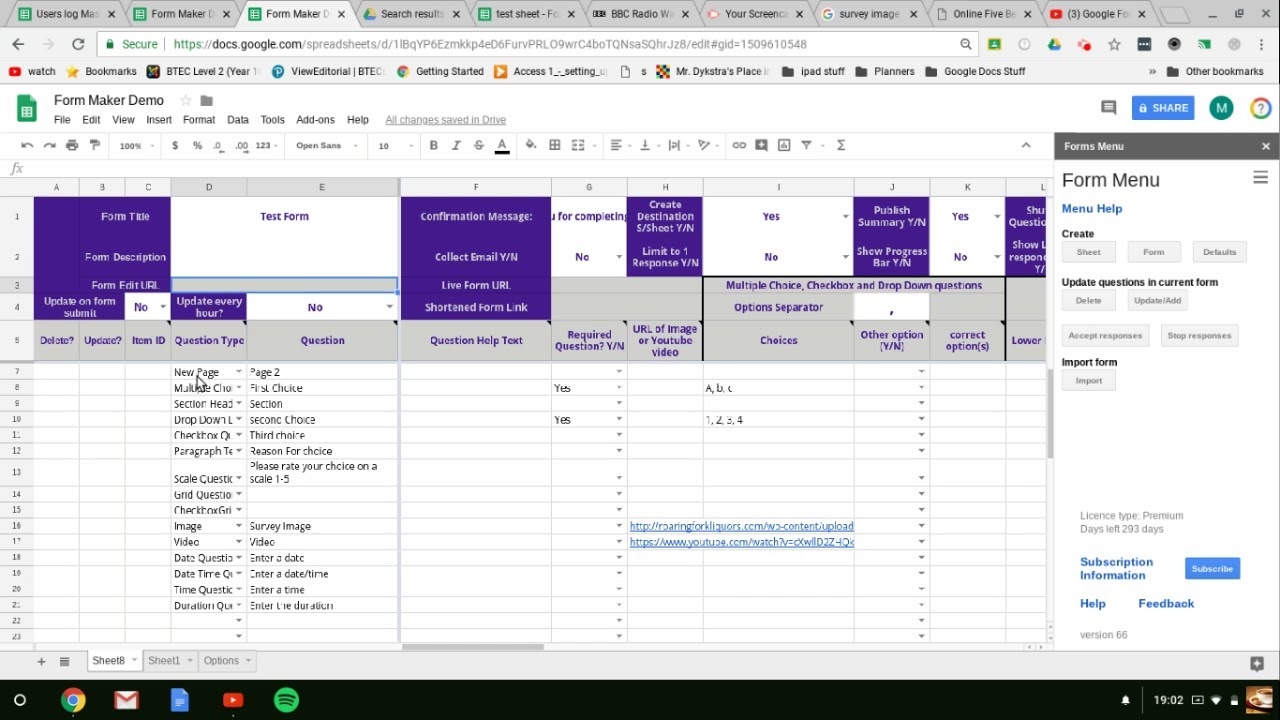 Users log Mas
Form Maker D
Form Maker D
Search results
test sheet - Fo
BBC Radio Wa
Your Screenca
survey image
Online Five Be
(3) Google Fo
Secure
https://docs.google.com/spreadsheets/d/1lBqYP6Ezmkkp4eD6FurvPRLO9wrC4boTQNsaSQhrJz8/edit#gid=1509610548
watch
Bookmarks
BTEC Level 2 (Year 1
ViewEditorial | BTEC
Getting Started
Access 1_-_setting_u
s
Mr. Dykstra's Place in
ipad stuff
Planners
Google Docs Stuff
»
Other bookmarks
Form Maker Demo
File Edit View Insert Format Data Tools Add-ons Help All changes saved in Drive
SHARE
M
100% $ % .0 .00 123 Open Sans 10 B I S A Σ
fx
Forms Menu
A B C D E F G H I J K L
1 Form Title Test Form Confirmation Message: u for completing Create Destination S/Sheet Y/N Yes Publish Summary Y/N Yes Shu Question
2 Form Description Collect Email Y/N No Limit to 1 Response Y/N No Show Progress Bar Y/N No Show L respon Y/
3 Form Edit URL Live Form URL Multiple Choice, Checkbox and Drop Down questions
4 Update on form submit No Update every hour? No Shortened Form Link Options Separator ,
5 Delete? Update? Item ID Question Type Question Question Help Text Required Question? Y/N URL of Image or Youtube video Choices Other option (Y/N) correct option(s) Lower
7 New Page Page 2
8 Multiple Choi First Choice Yes A, b, c
9 Section Head Section
10 Drop Down L second Choice Yes 1, 2, 3, 4
11 Checkbox Qu Third choice
12 Paragraph Te Reason For choice
13 Scale Questic Please rate your choice on a scale 1-5
14 Grid Question
15 CheckboxGri
16 Image Survey Image http://roaringforkliquors.com/wp-content/upload
17 Video Video
18 Date Questio Enter a date
19 Date Time Qu Enter a date/time
20 Time Questic Enter a time
21 Duration Que Enter the duration
22
23
Form Menu
Menu Help
Create
Sheet Form Defaults
Update questions in current form
Delete Update/Add
Accept responses Stop responses
Import form
Import
Licence type: Premium
Days left 293 days
Subscription
Information
Subscribe
Help Feedback
version 66
Sheet8 Sheet1 Options
19:02